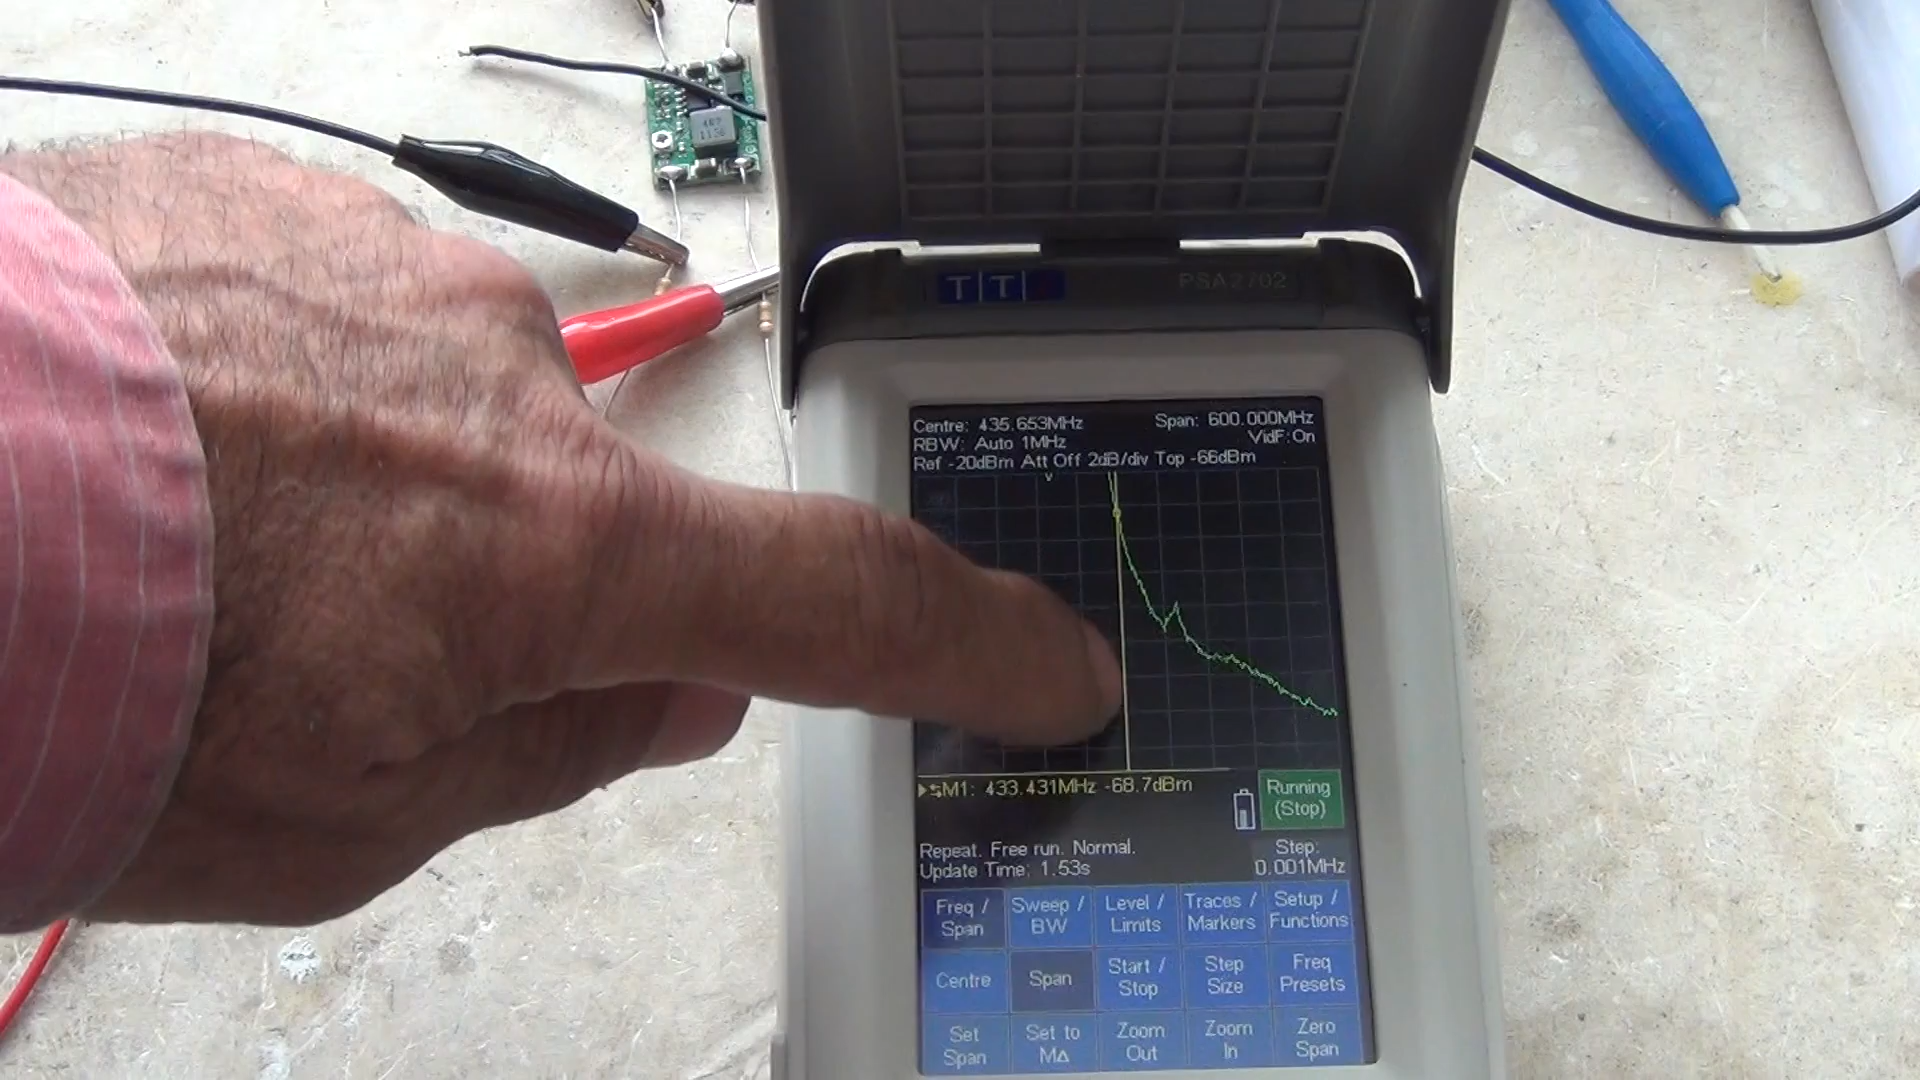 4R7
1136
TTi
PSA2702
Centre: 435.653MHz
Span: 600.000MHz
RBW: Auto 1MHz
VidF: On
Ref -20dBm Att Off 2dB/div Top -66dBm
M1: 433.431MHz -68.7dBm
Running
(Stop)
Repeat. Free run. Normal.
Step:
Update Time: 1.53s
0.001MHz
Freq /
Span
Sweep /
BW
Level /
Limits
Traces /
Markers
Setup /
Functions
Centre
Span
Start /
Stop
Step
Size
Freq
Presets
Set
Span
Set to
MΔ
Zoom
Out
Zoom
In
Zero
Span